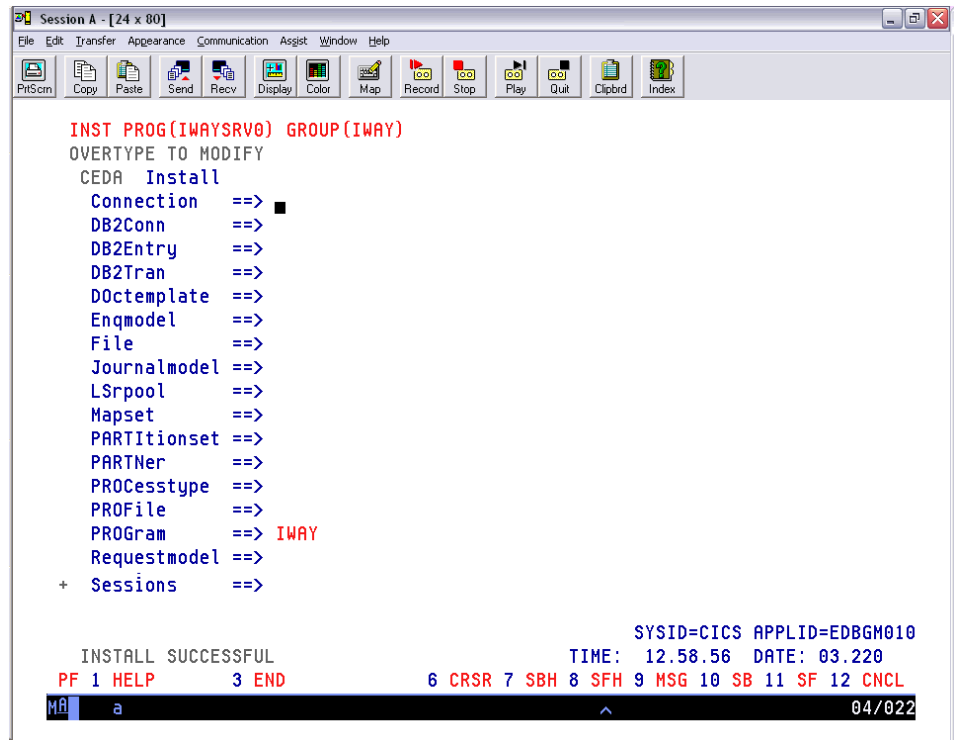 Session A - [24 x 80]
File Edit Transfer Appearance Communication Assist Window Help
PrtScrn Copy Paste Send Recv Display Color Map Record Stop Play Quit Clipbrd Index
INST PROG(IWAYSRV0) GROUP(IWAY)
OVERTYPE TO MODIFY
CEDA Install
Connection ==>
DB2Conn ==>
DB2Entry ==>
DB2Tran ==>
DOctemplate ==>
Enqmodel ==>
File ==>
Journalmodel ==>
LSrpool ==>
Mapset ==>
PARTItionset ==>
PARTNer ==>
PROCesstype ==>
PROFile ==>
PROGram ==> IWAY
Requestmodel ==>
+ Sessions ==>
SYSID=CICS APPLID=EDBGM010
INSTALL SUCCESSFUL TIME: 12.58.56 DATE: 03.220
PF 1 HELP 3 END 6 CRSR 7 SBH 8 SFH 9 MSG 10 SB 11 SF 12 CNCL
MA a 04/022